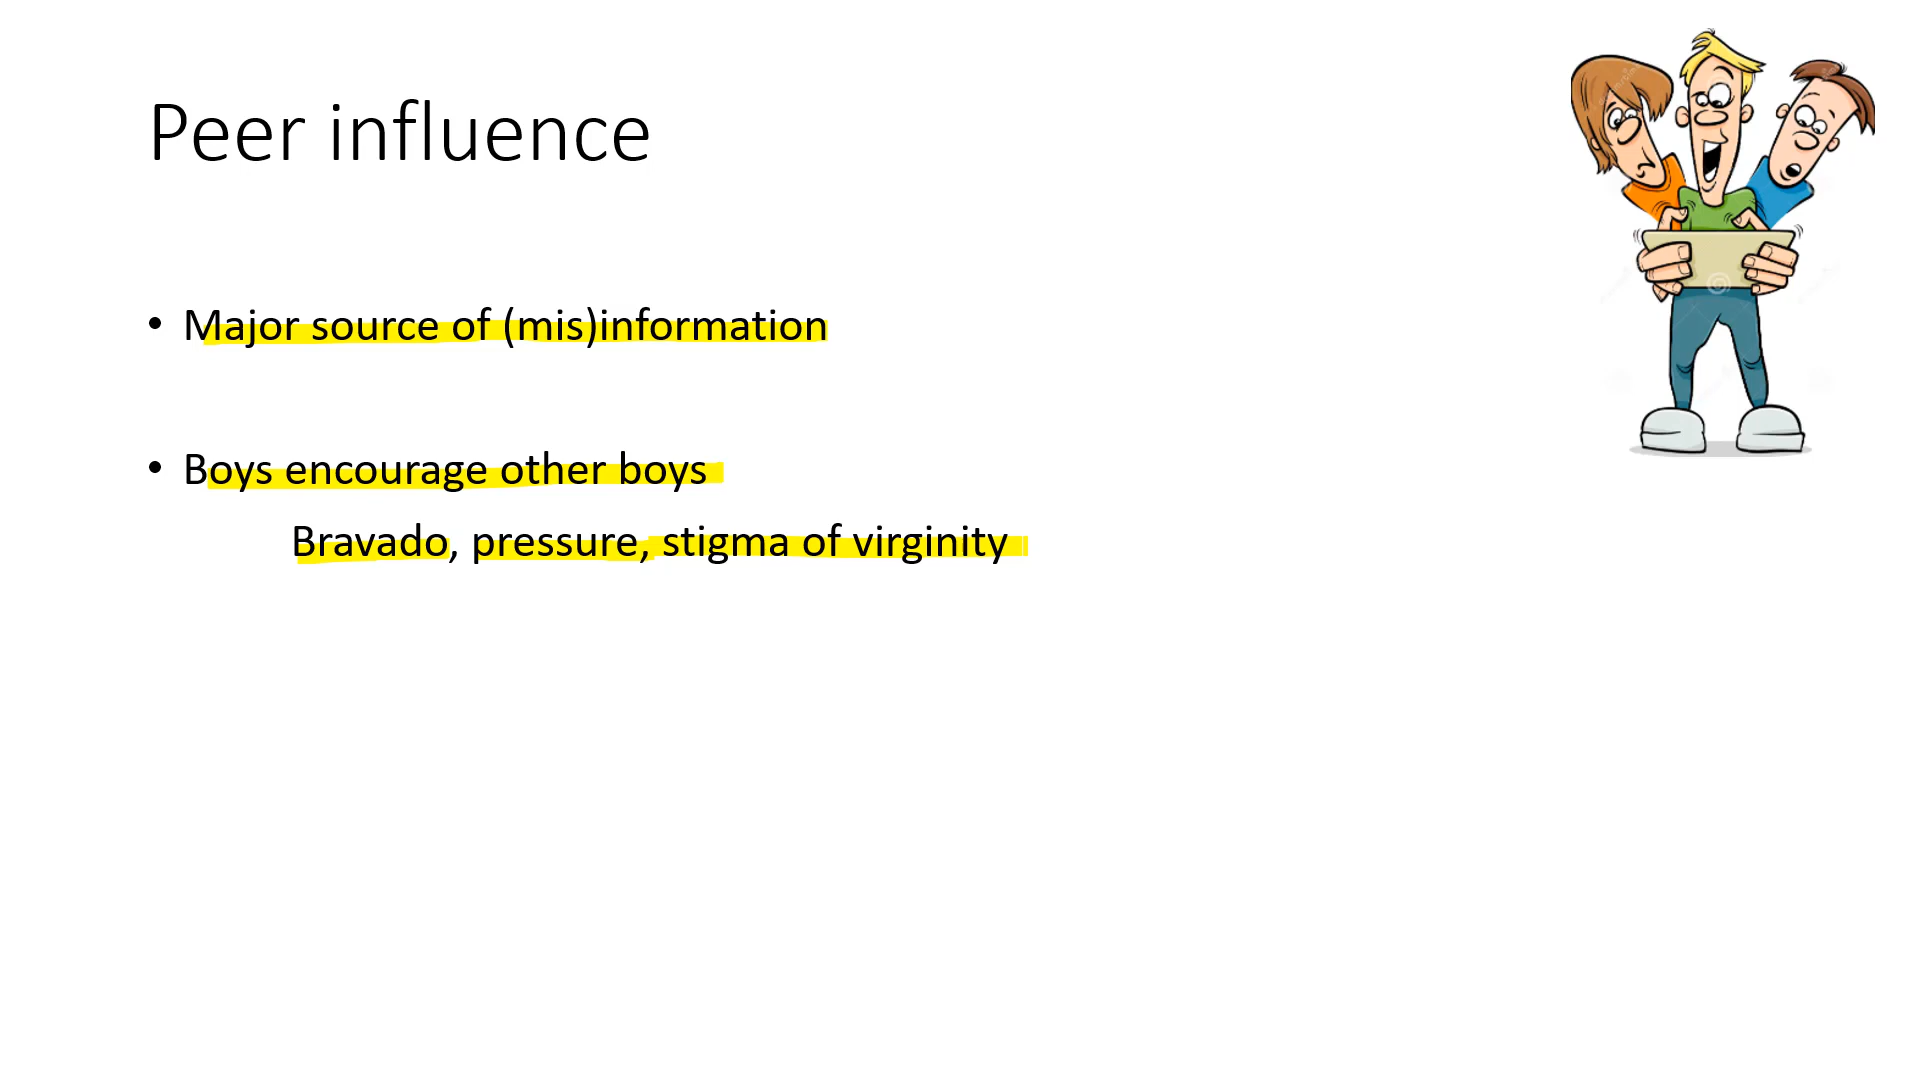 Peer influence
• Major source of (mis)information
• Boys encourage other boys
Bravado, pressure, stigma of virginity